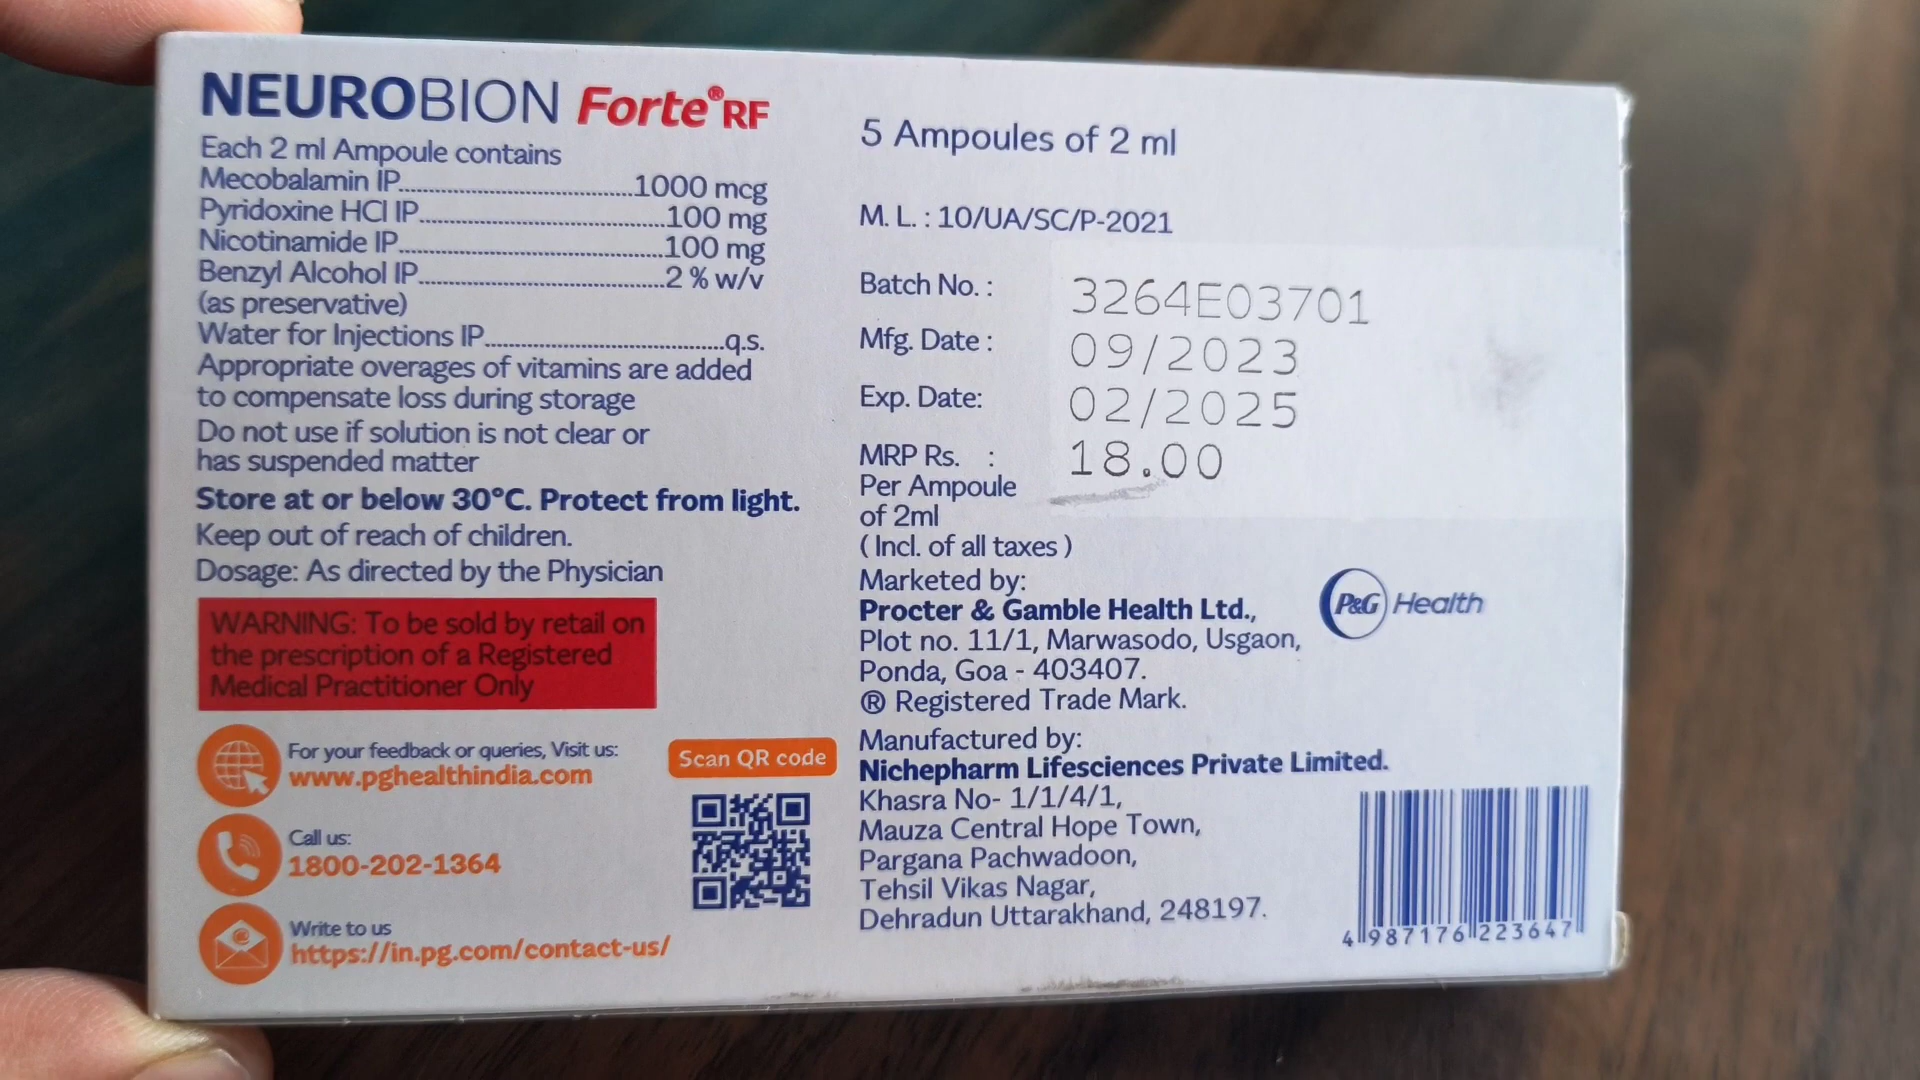 NEUROBION Forte® RF
Each 2 ml Ampoule contains
Mecobalamin IP..........................................1000 mcg
Pyridoxine HCl IP...........................................100 mg
Nicotinamide IP..............................................100 mg
Benzyl Alcohol IP...........................................2 % w/v
(as preservative)
Water for Injections IP..........................................q.s.
Appropriate overages of vitamins are added
to compensate loss during storage
Do not use if solution is not clear or
has suspended matter
Store at or below 30°C. Protect from light.
Keep out of reach of children.
Dosage: As directed by the Physician
WARNING: To be sold by retail on
the prescription of a Registered
Medical Practitioner Only
For your feedback or queries, Visit us:
www.pghealthindia.com
Call us:
1800-202-1364
Write to us
https://in.pg.com/contact-us/
Scan QR code
5 Ampoules of 2 ml
M. L. : 10/UA/SC/P-2021
Batch No. : 3264E03701
Mfg. Date : 09/2023
Exp. Date: 02/2025
MRP Rs. : 18.00
Per Ampoule
of 2ml
( Incl. of all taxes )
Marketed by:
Procter & Gamble Health Ltd.,
Plot no. 11/1, Marwasodo, Usgaon,
Ponda, Goa - 403407.
® Registered Trade Mark.
P&G Health
Manufactured by:
Nichepharm Lifesciences Private Limited.
Khasra No- 1/1/4/1,
Mauza Central Hope Town,
Pargana Pachwadoon,
Tehsil Vikas Nagar,
Dehradun Uttarakhand, 248197.
4 987176 223647